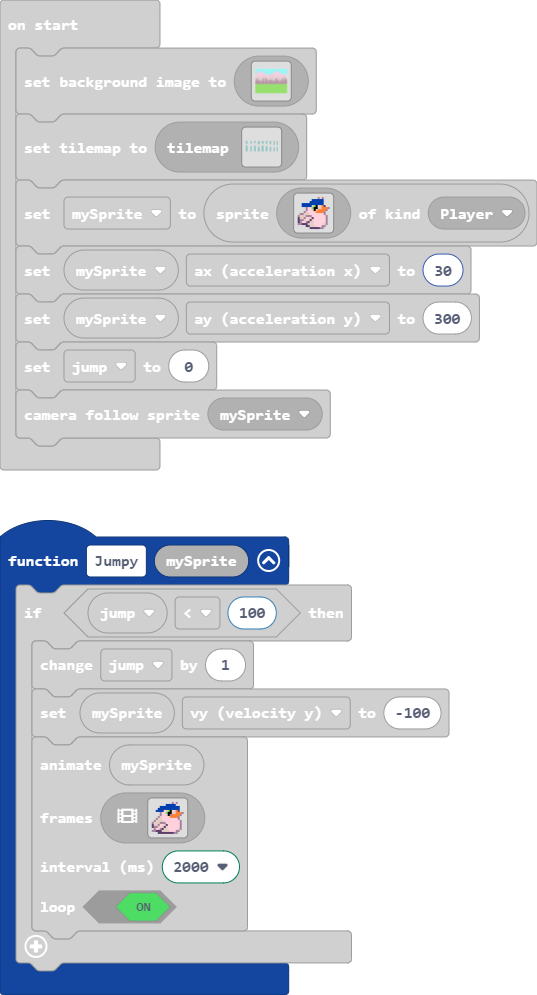 on start
set background image to
set tilemap to tilemap
set mySprite to sprite of kind Player
set mySprite ax (acceleration x) to 30
set mySprite ay (acceleration y) to 300
set jump to 0
camera follow sprite mySprite
function Jumpy mySprite
if jump < 100 then
change jump by 1
set mySprite vy (velocity y) to -100
animate mySprite
frames
interval (ms) 2000
loop ON